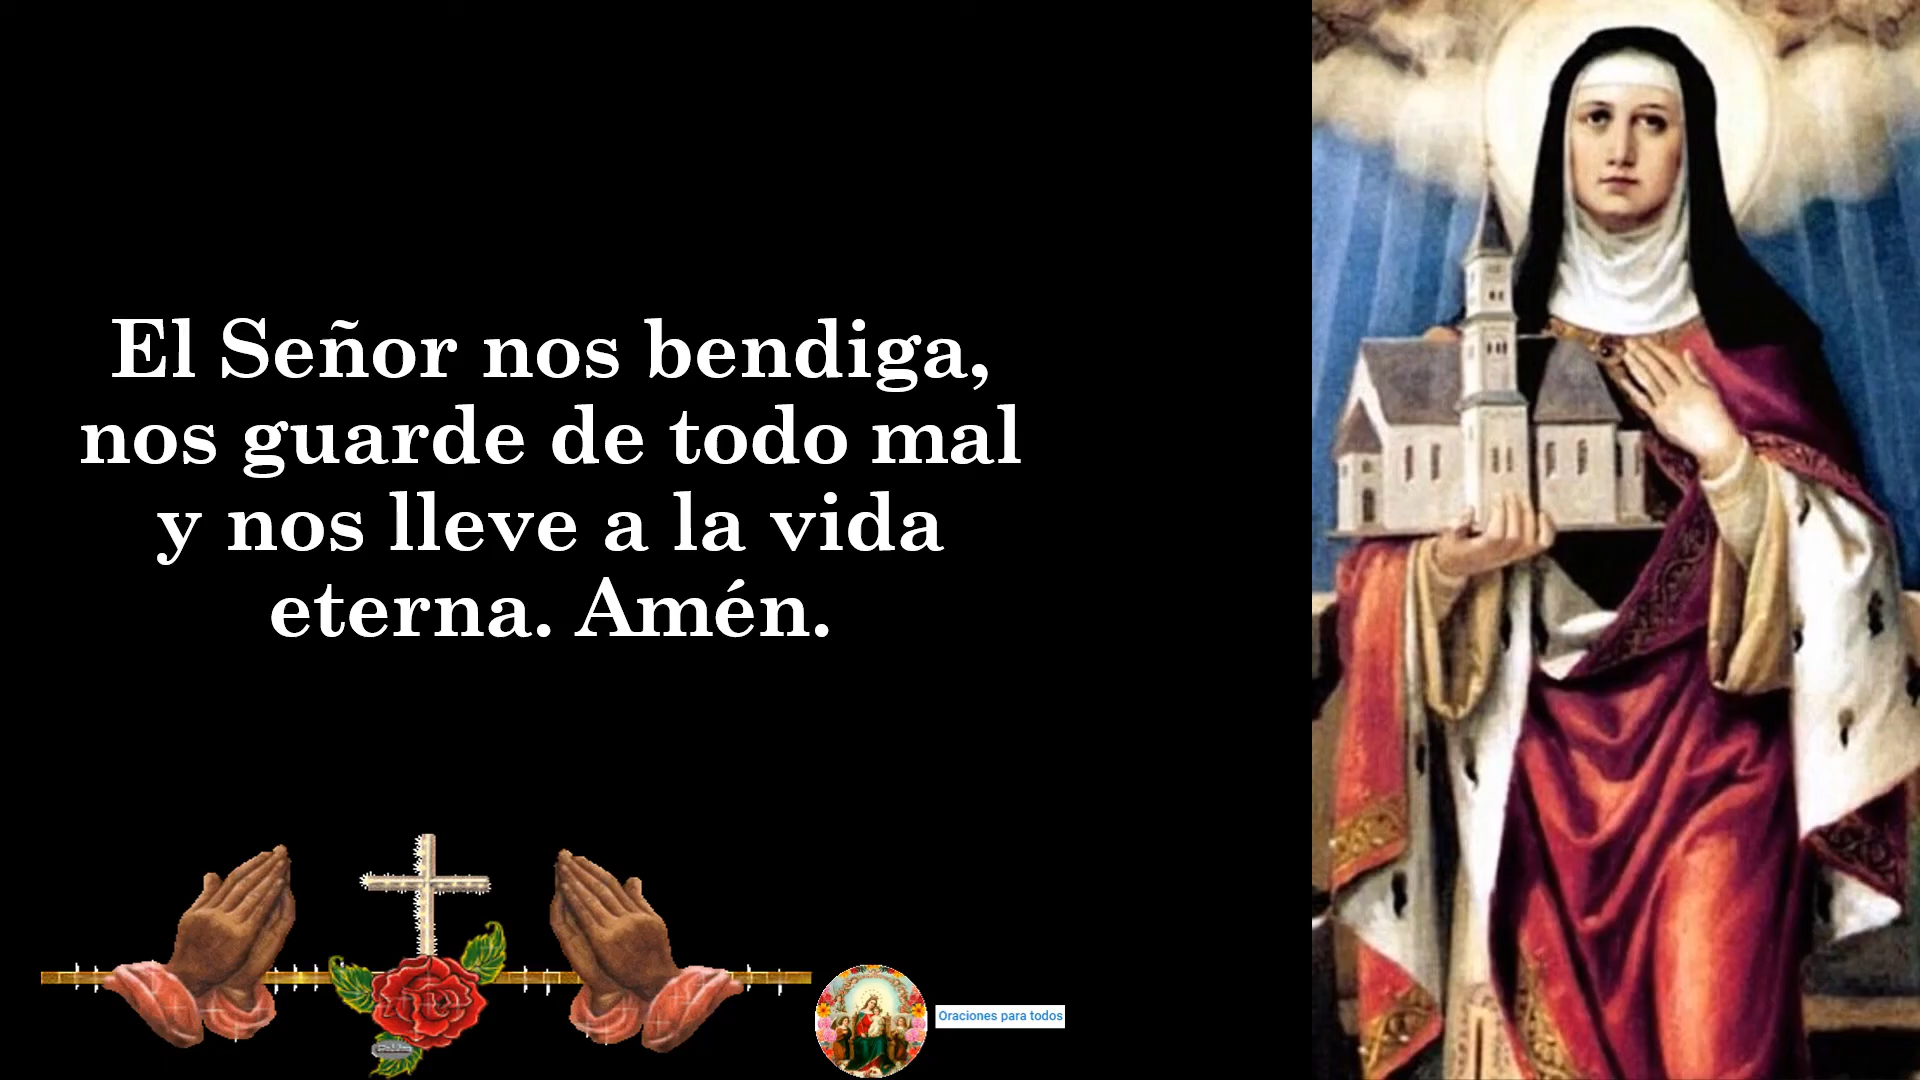 El Señor nos bendiga,
nos guarde de todo mal
y nos lleve a la vida
eterna. Amén.
Oraciones para todos